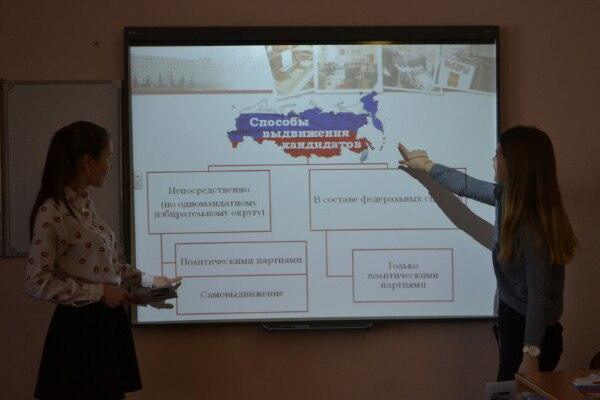 Способы
выдвижения
кандидатов
Непосредственно
(по одномандатному
избирательному округу)
В составе федеральных
Политическими партиями
Самовыдвижение
Только
политическими
партиями